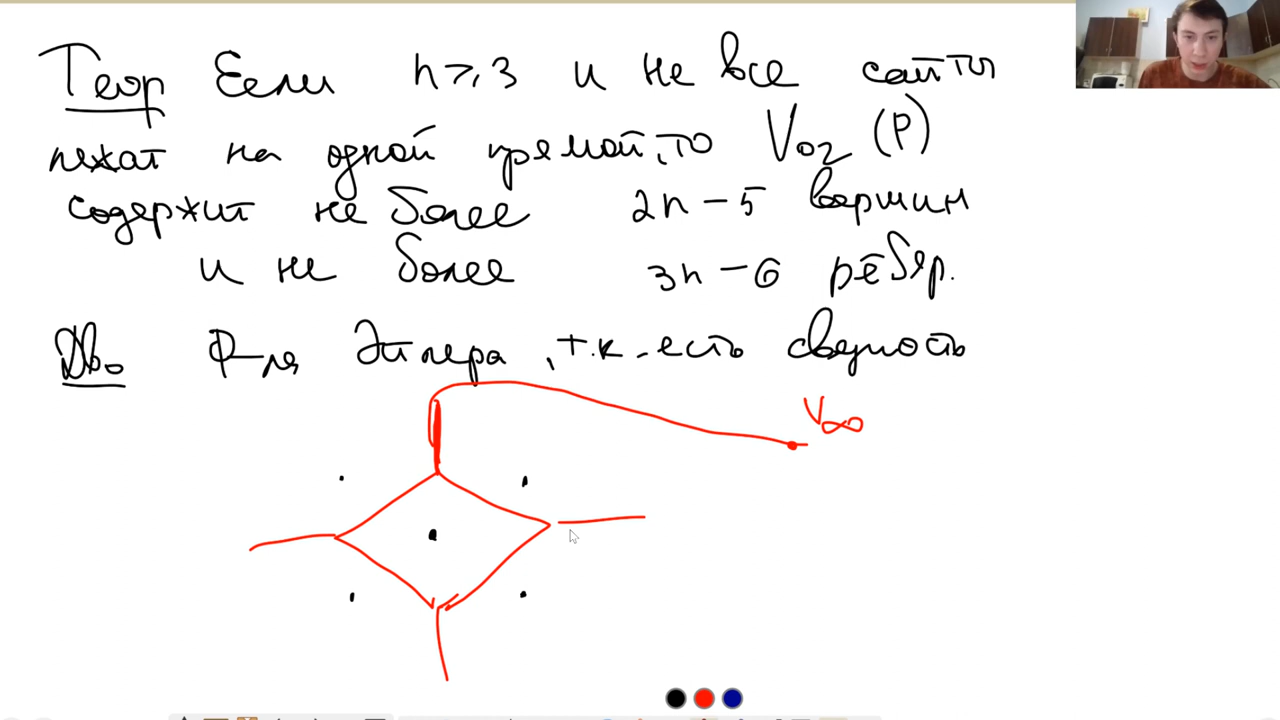 Теор Если n⩾3 и не все сайты
лежат на одной прямой, то Vor (P)
содержит не более 2n-5 вершин
и не более 3n-6 рёбер.
Д-во Ф-ла Эйлера, т.к. есть связность
V∞